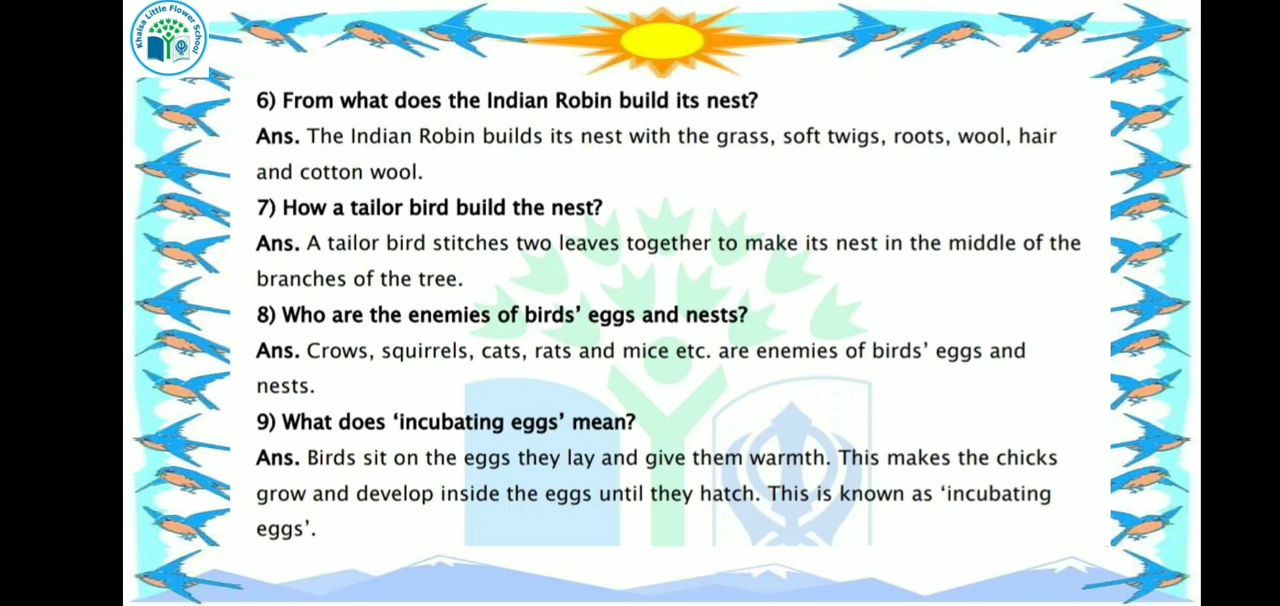 Khalsa Little Flower School
6) From what does the Indian Robin build its nest?
Ans. The Indian Robin builds its nest with the grass, soft twigs, roots, wool, hair
and cotton wool.
7) How a tailor bird build the nest?
Ans. A tailor bird stitches two leaves together to make its nest in the middle of the
branches of the tree.
8) Who are the enemies of birds’ eggs and nests?
Ans. Crows, squirrels, cats, rats and mice etc. are enemies of birds’ eggs and
nests.
9) What does ‘incubating eggs’ mean?
Ans. Birds sit on the eggs they lay and give them warmth. This makes the chicks
grow and develop inside the eggs until they hatch. This is known as ‘incubating
eggs’.